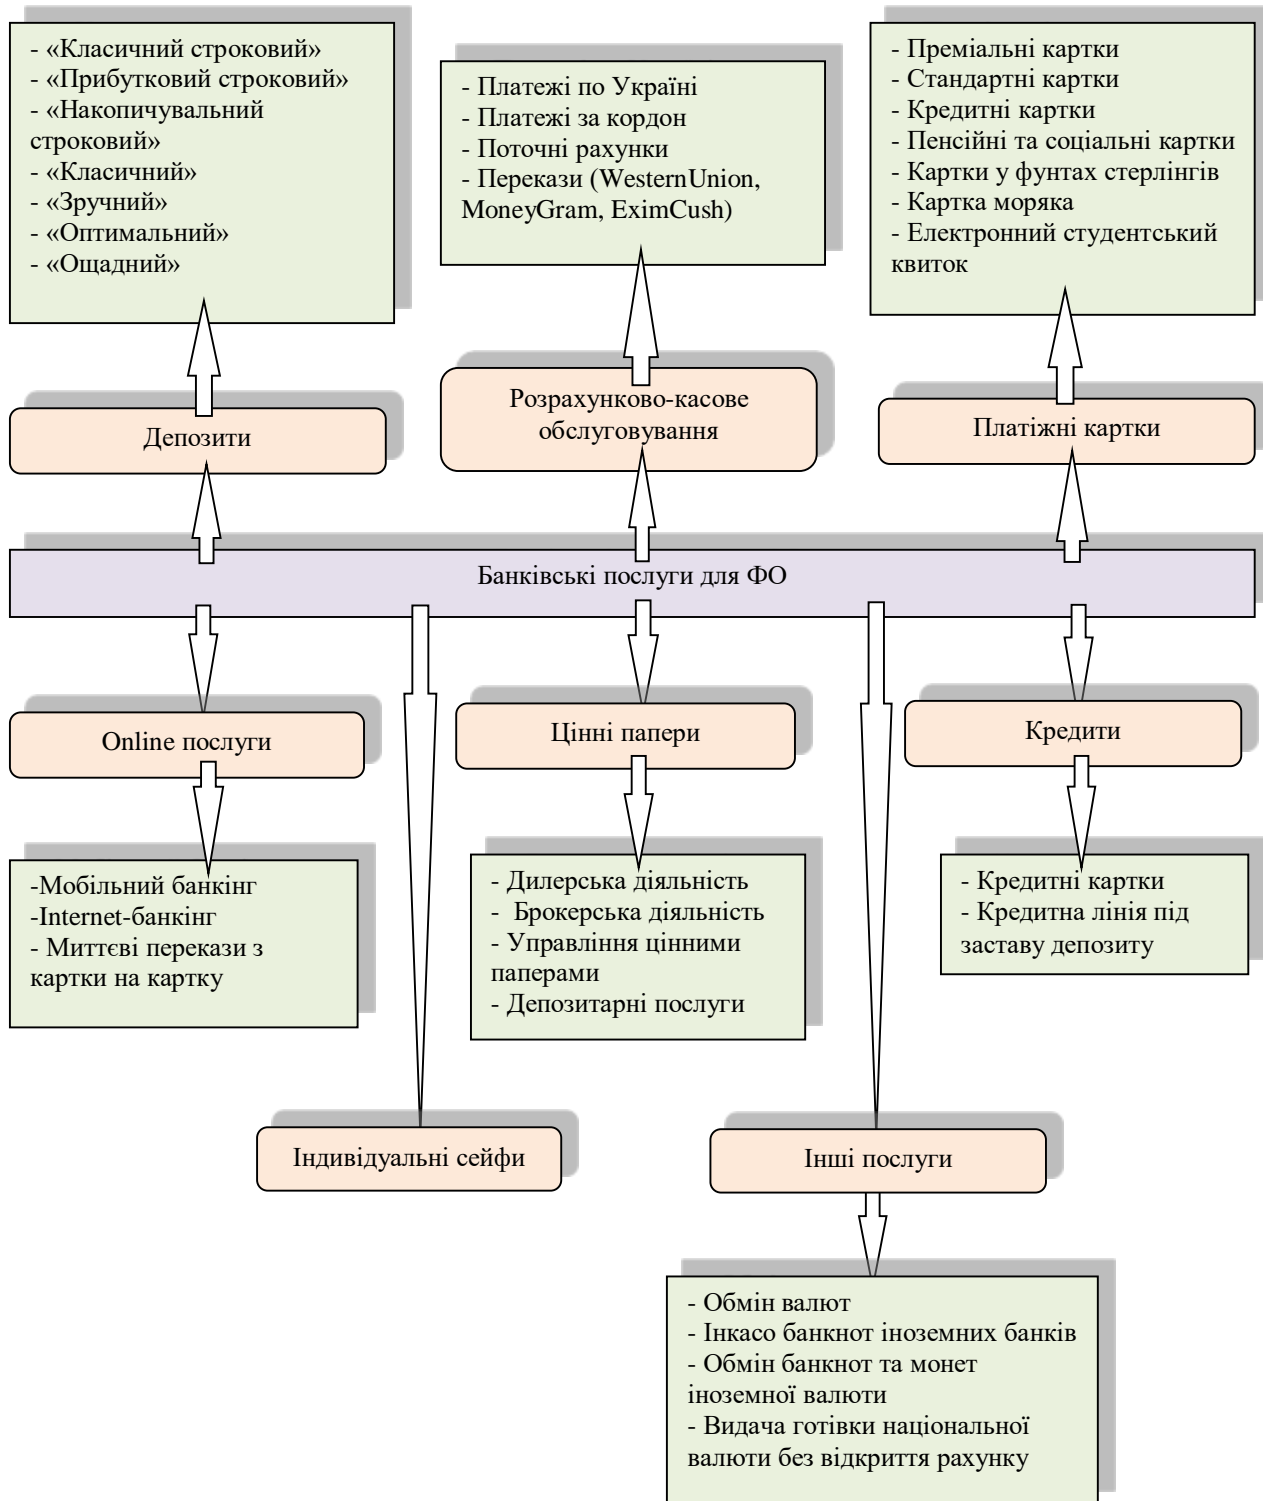 - «Класичний строковий»
- «Прибутковий строковий»
- «Накопичувальний
строковий»
- «Класичний»
- «Зручний»
- «Оптимальний»
- «Ощадний»
- Платежі по Україні
- Платежі за кордон
- Поточні рахунки
- Перекази (WesternUnion,
MoneyGram, EximCush)
- Преміальні картки
- Стандартні картки
- Кредитні картки
- Пенсійні та соціальні картки
- Картки у фунтах стерлінгів
- Картка моряка
- Електронний студентський
квиток
Депозити
Розрахунково-касове
обслуговування
Платіжні картки
Банківські послуги для ФО
Online послуги
Цінні папери
Кредити
-Мобільний банкінг
-Internet-банкінг
- Миттєві перекази з
картки на картку
- Дилерська діяльність
- Брокерська діяльність
- Управління цінними
паперами
- Депозитарні послуги
- Кредитні картки
- Кредитна лінія під
заставу депозиту
Індивідуальні сейфи
Інші послуги
- Обмін валют
- Інкасо банкнот іноземних банків
- Обмін банкнот та монет
іноземної валюти
- Видача готівки національної
валюти без відкриття рахунку